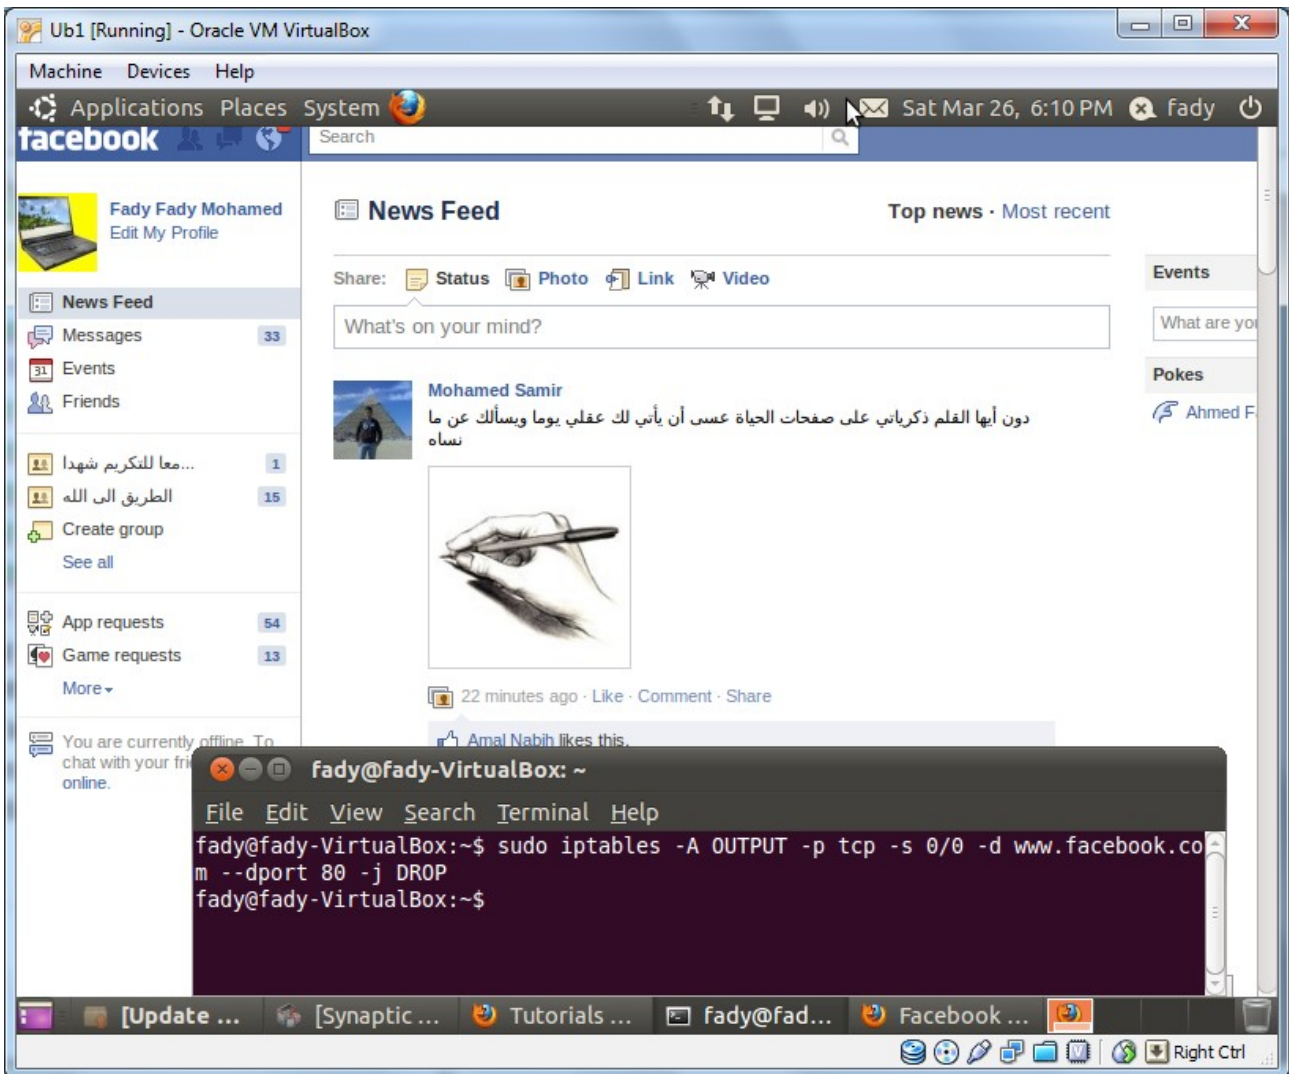 Ub1 [Running] - Oracle VM VirtualBox
Machine Devices Help
Applications Places System
Sat Mar 26, 6:10 PM fady
facebook
Search
Fady Fady Mohamed
Edit My Profile
News Feed
Messages 33
Events
Friends
معا للتكريم شهدا...
1
الطريق الى الله
15
Create group
See all
App requests 54
Game requests 13
More
You are currently offline. To
chat with your fri
online.
News Feed
Top news · Most recent
Share: Status Photo Link Video
What's on your mind?
Mohamed Samir
دون أيها القلم ذكرياتي على صفحات الحياة عسى أن يأتي لك عقلي يوما ويسألك عن ما
نساه
22 minutes ago · Like · Comment · Share
Amal Nabih likes this.
Events
What are you
Pokes
Ahmed F
fady@fady-VirtualBox: ~
File Edit View Search Terminal Help
fady@fady-VirtualBox:~$ sudo iptables -A OUTPUT -p tcp -s 0/0 -d www.facebook.co
m --dport 80 -j DROP
fady@fady-VirtualBox:~$
[Update ... [Synaptic ... Tutorials ... fady@fad... Facebook ...
Right Ctrl